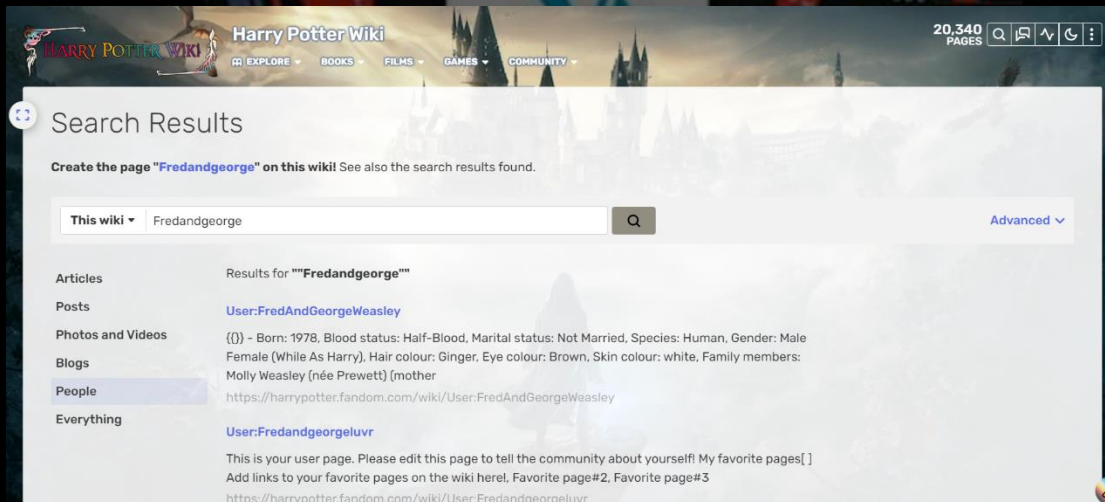 HARRY POTTER WIKI
Harry Potter Wiki
EXPLORE BOOKS FILMS GAMES COMMUNITY
20,340
PAGES
Search Results
Create the page "Fredandgeorge" on this wiki! See also the search results found.
This wiki Fredandgeorge
Advanced
Articles
Posts
Photos and Videos
Blogs
People
Everything
Results for ""Fredandgeorge""
User:FredAndGeorgeWeasley
{{}} - Born: 1978, Blood status: Half-Blood, Marital status: Not Married, Species: Human, Gender: Male
Female (While As Harry), Hair colour: Ginger, Eye colour: Brown, Skin colour: white, Family members:
Molly Weasley (née Prewett) (mother
https://harrypotter.fandom.com/wiki/User:FredAndGeorgeWeasley
User:Fredandgeorgeluvr
This is your user page. Please edit this page to tell the community about yourself! My favorite pages[ ]
Add links to your favorite pages on the wiki here!, Favorite page#2, Favorite page#3
https://harrypotter.fandom.com/wiki/User:Fredandgeorgeluvr